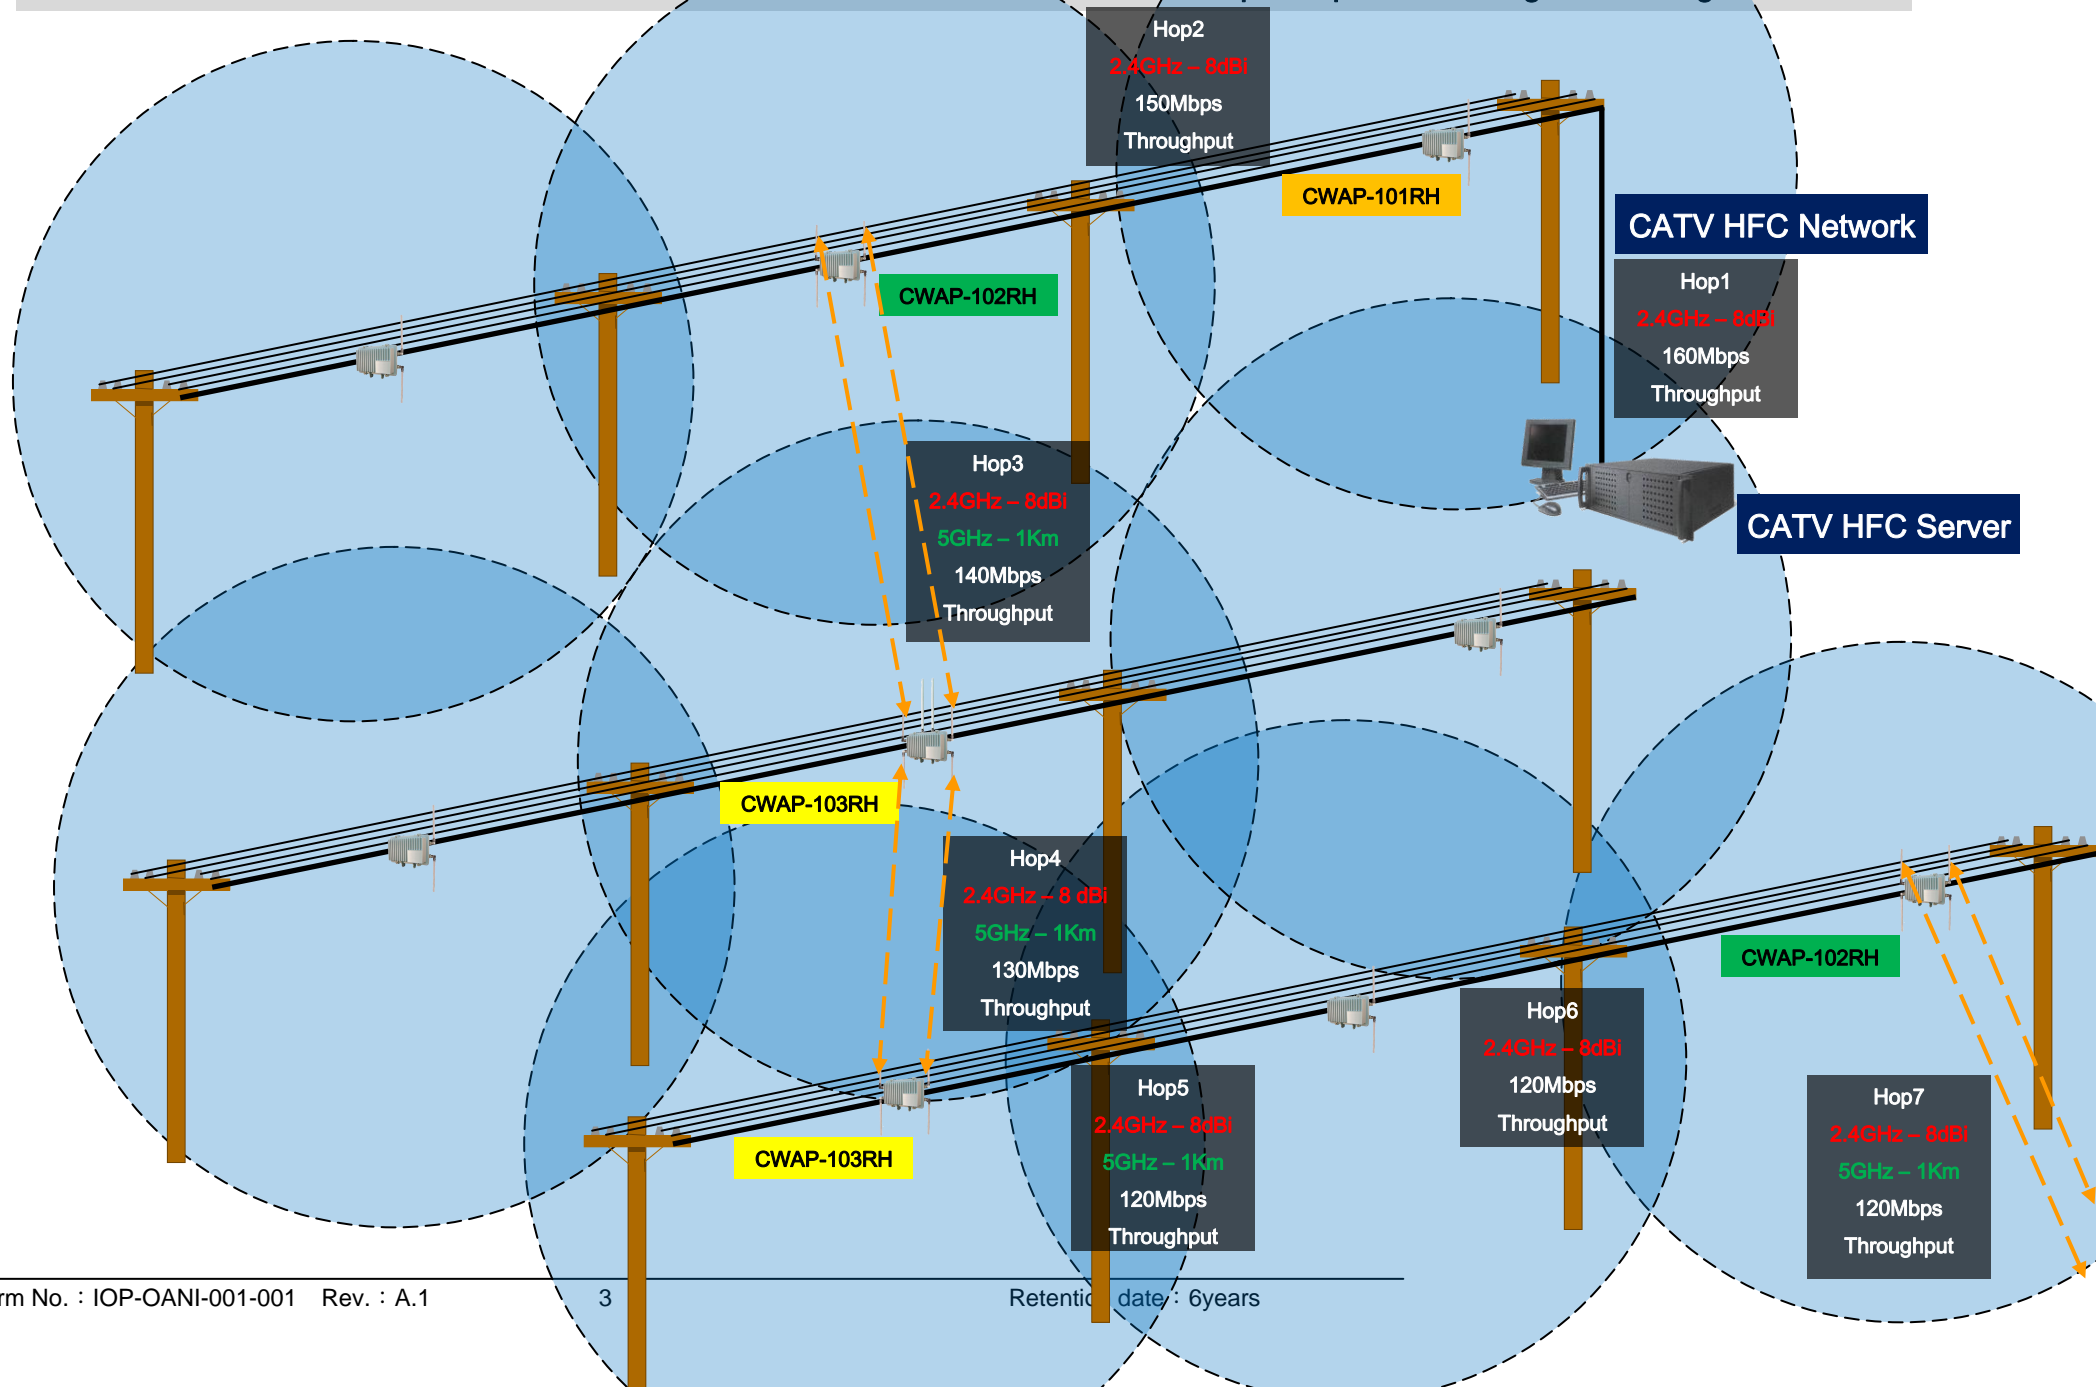 Hop2
2.4GHz – 8dBi
150Mbps
Throughput
CWAP-101RH
CATV HFC Network
Hop1
2.4GHz – 8dBi
160Mbps
Throughput
CWAP-102RH
Hop3
2.4GHz – 8dBi
5GHz – 1Km
140Mbps
Throughput
CATV HFC Server
CWAP-103RH
Hop4
2.4GHz – 8 dBi
5GHz – 1Km
130Mbps
Throughput
CWAP-102RH
Hop6
2.4GHz – 8dBi
120Mbps
Throughput
Hop5
2.4GHz – 8dBi
5GHz – 1Km
120Mbps
Throughput
Hop7
2.4GHz – 8dBi
5GHz – 1Km
120Mbps
Throughput
CWAP-103RH
rm No.：IOP-OANI-001-001 Rev.：A.1 3 date：6years